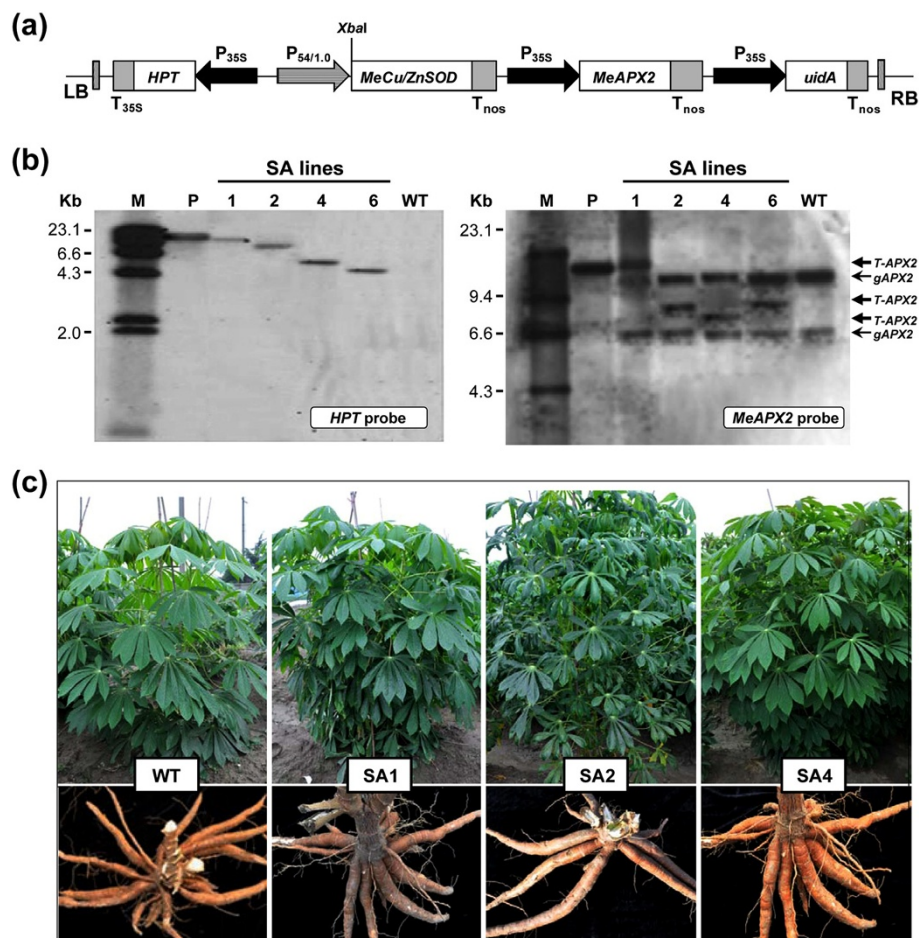 (a)
XbaI
P35S P54/1.0 P35S P35S
HPT MeCu/ZnSOD MeAPX2 uidA
LB T35S Tnos Tnos Tnos RB
(b)
SA lines SA lines
Kb M P 1 2 4 6 WT Kb M P 1 2 4 6 WT
23.1
6.6
4.3
2.0
HPT probe
23.1
9.4
6.6
4.3
T-APX2
gAPX2
T-APX2
T-APX2
gAPX2
MeAPX2 probe
(c)
WT SA1 SA2 SA4